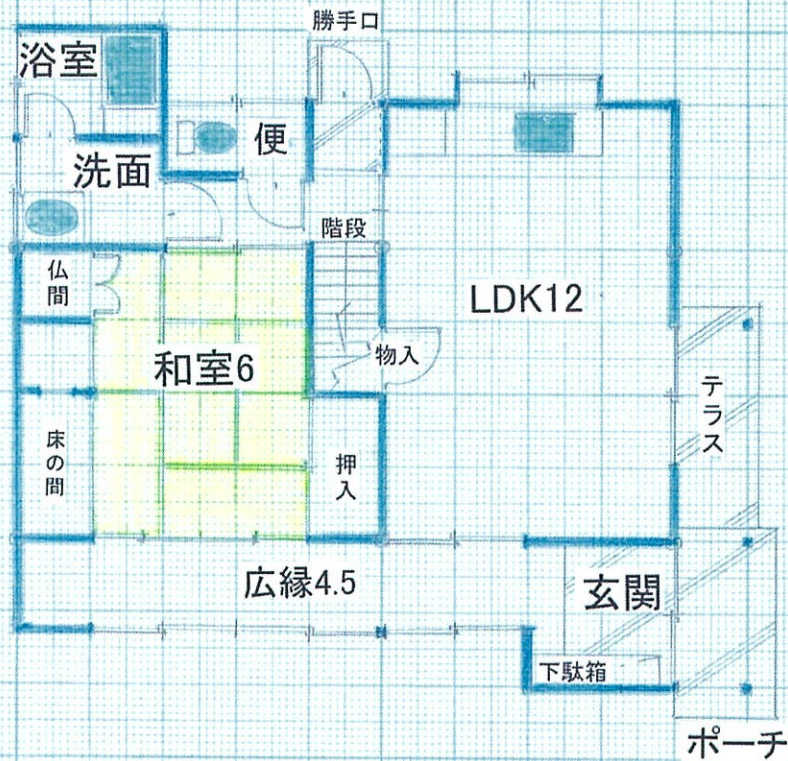 勝手口
浴室
便
洗面
階段
仏間
LDK12
和室6
物入
テラス
床の間
押入
広縁4.5
玄関
下駄箱
ポーチ